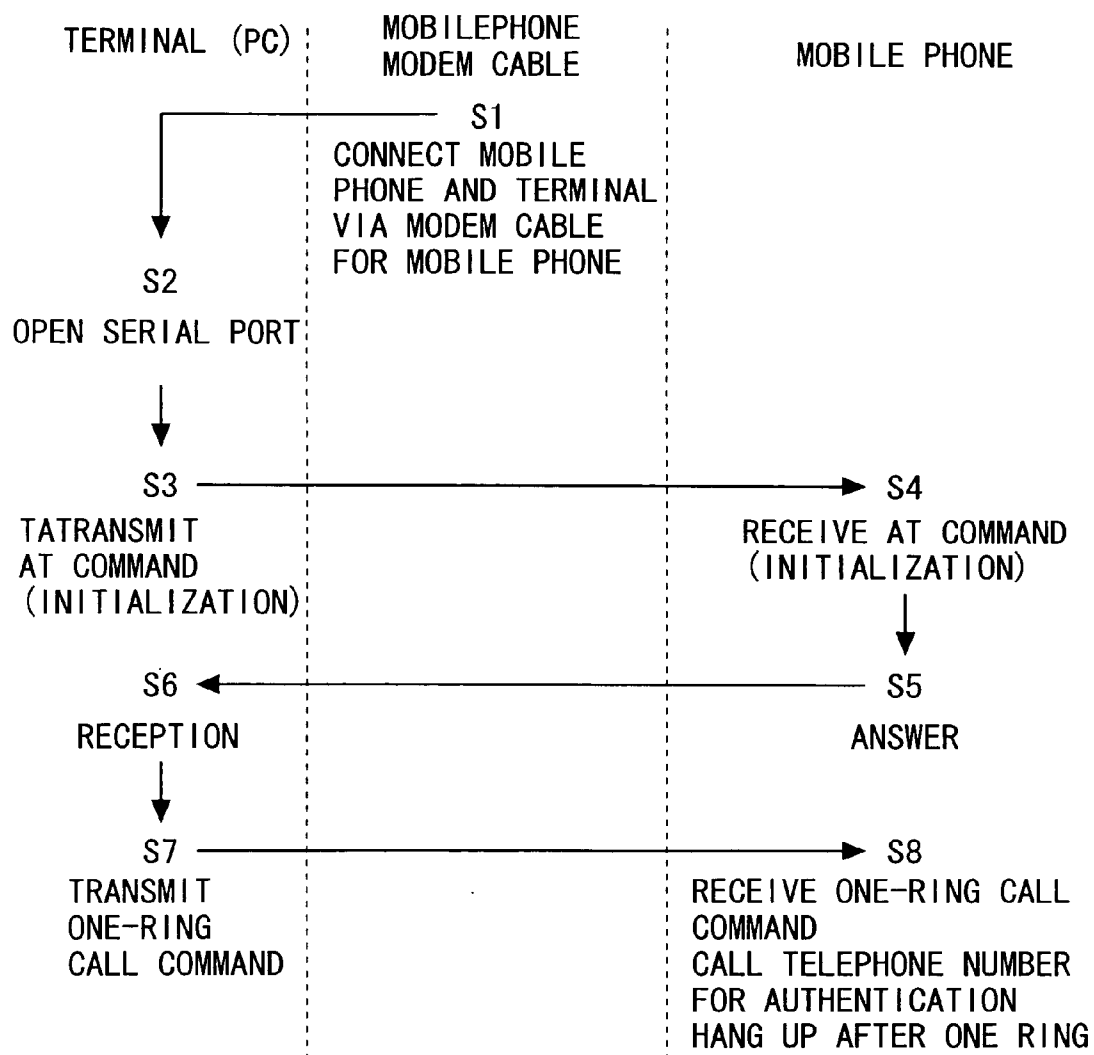 TERMINAL (PC)
MOBILEPHONE
MODEM CABLE
MOBILE PHONE
S1
CONNECT MOBILE
PHONE AND TERMINAL
VIA MODEM CABLE
FOR MOBILE PHONE
S2
OPEN SERIAL PORT
S3
TATRANSMIT
AT COMMAND
(INITIALIZATION)
S4
RECEIVE AT COMMAND
(INITIALIZATION)
S6
RECEPTION
S5
ANSWER
S7
TRANSMIT
ONE-RING
CALL COMMAND
S8
RECEIVE ONE-RING CALL
COMMAND
CALL TELEPHONE NUMBER
FOR AUTHENTICATION
HANG UP AFTER ONE RING